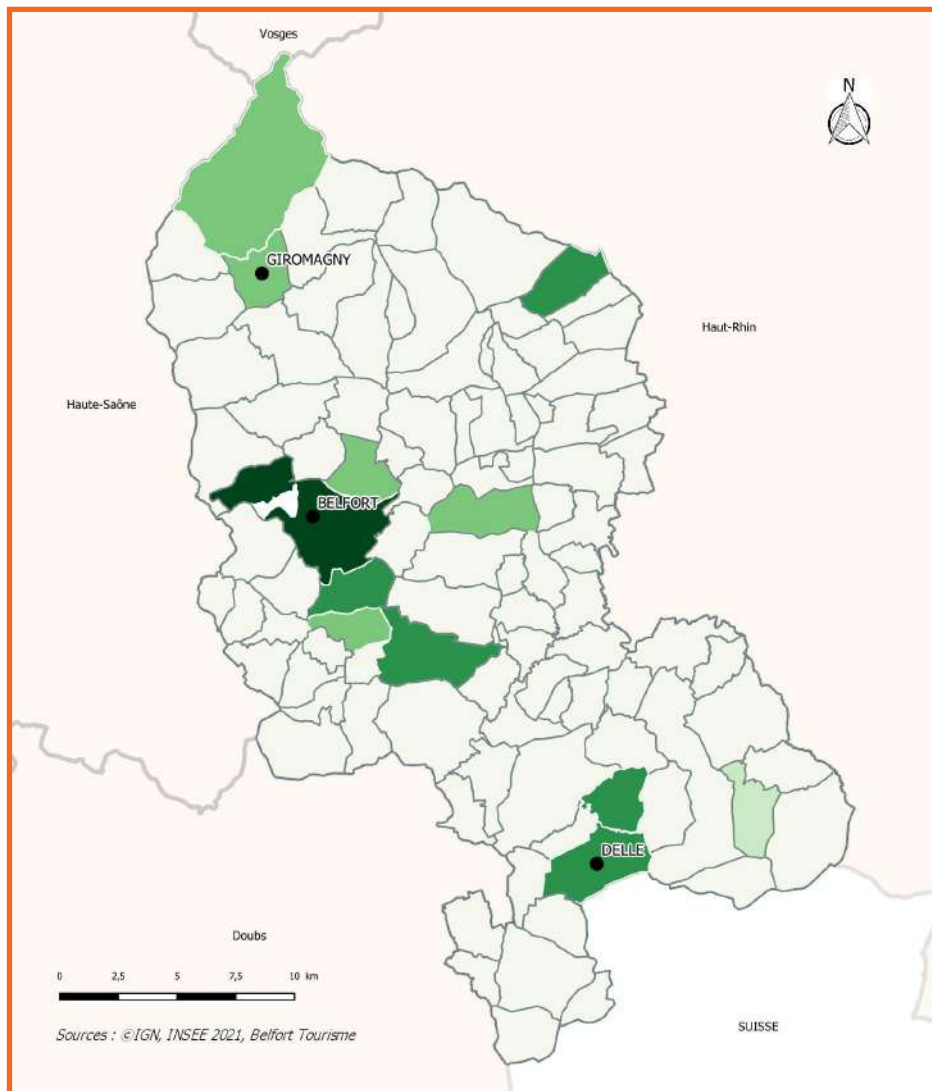 Vosges
N
GIROMAGNY
Haut-Rhin
Haute-Saône
BELFORT
DELLE
Doubs
0 2,5 5 7,5 10 km
SUISSE
Sources : ©IGN, INSEE 2021, Belfort Tourisme